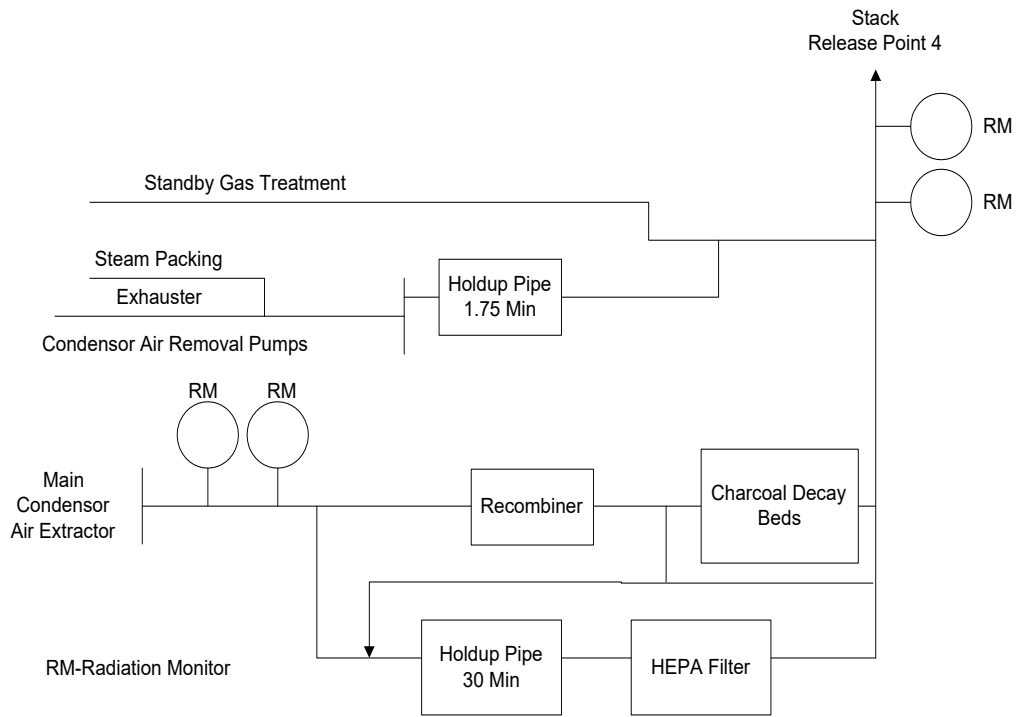 Stack
Release Point 4
RM
RM
Standby Gas Treatment
Steam Packing
Exhauster
Condensor Air Removal Pumps
Holdup Pipe
1.75 Min
RM
RM
Main
Condensor
Air Extractor
Recombiner
Charcoal Decay
Beds
Holdup Pipe
30 Min
HEPA Filter
RM-Radiation Monitor